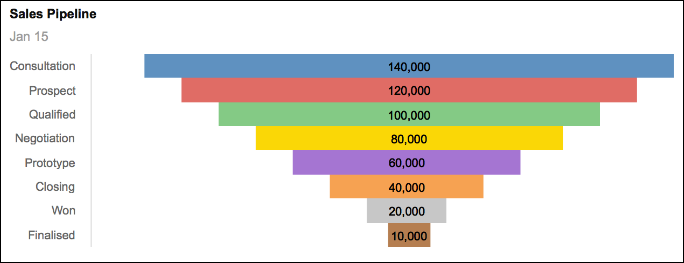 Sales Pipeline
Jan 15
Consultation 140,000
Prospect 120,000
Qualified 100,000
Negotiation 80,000
Prototype 60,000
Closing 40,000
Won 20,000
Finalised 10,000